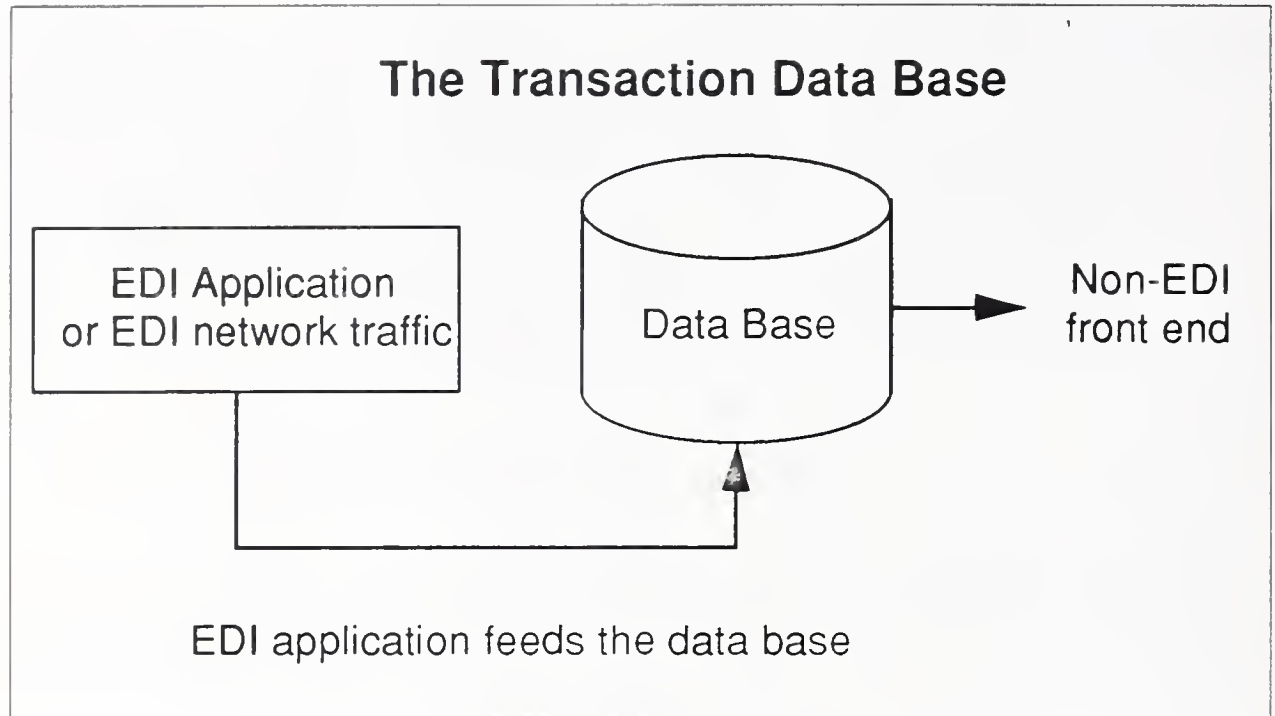 The Transaction Data Base
EDI Application
or EDI network traffic
Data Base
Non-EDI
front end
EDI application feeds the data base